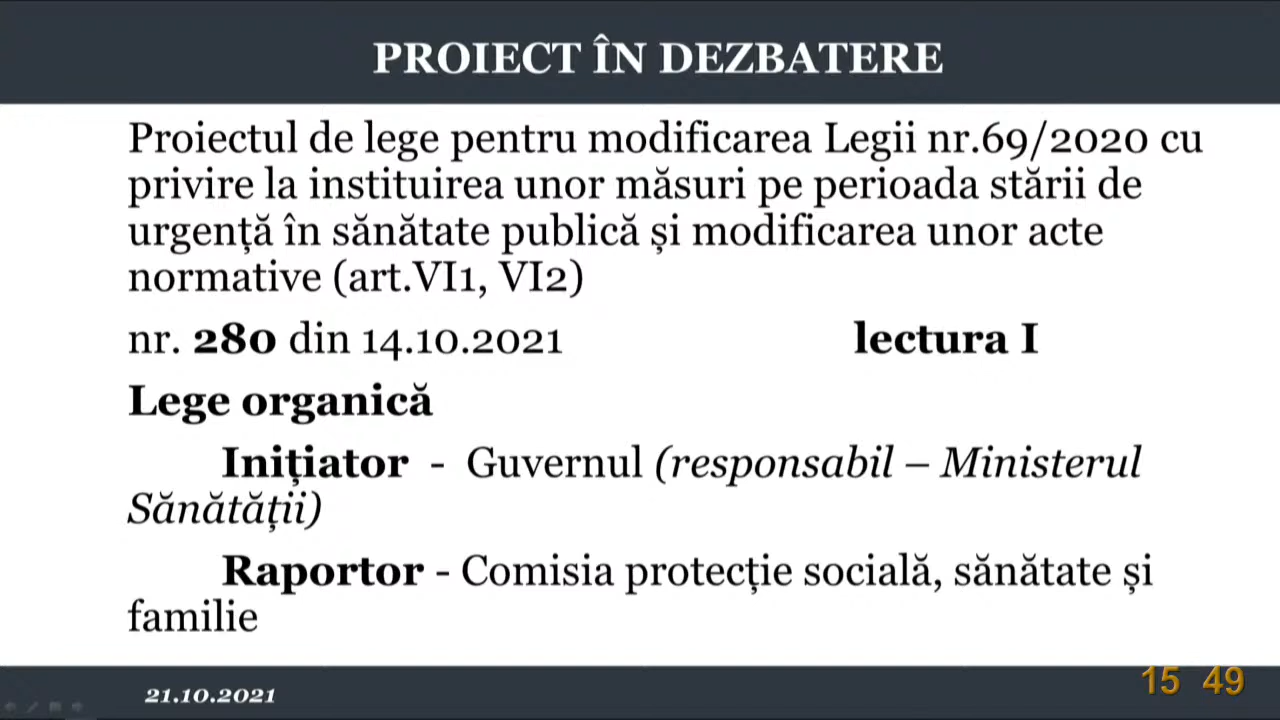 PROIECT ÎN DEZBATERE
Proiectul de lege pentru modificarea Legii nr.69/2020 cu
privire la instituirea unor măsuri pe perioada stării de
urgență în sănătate publică și modificarea unor acte
normative (art.VI1, VI2)
nr. 280 din 14.10.2021 lectura I
Lege organică
Inițiator - Guvernul (responsabil – Ministerul
Sănătății)
Raportor - Comisia protecție socială, sănătate și
familie
21.10.2021 15 49